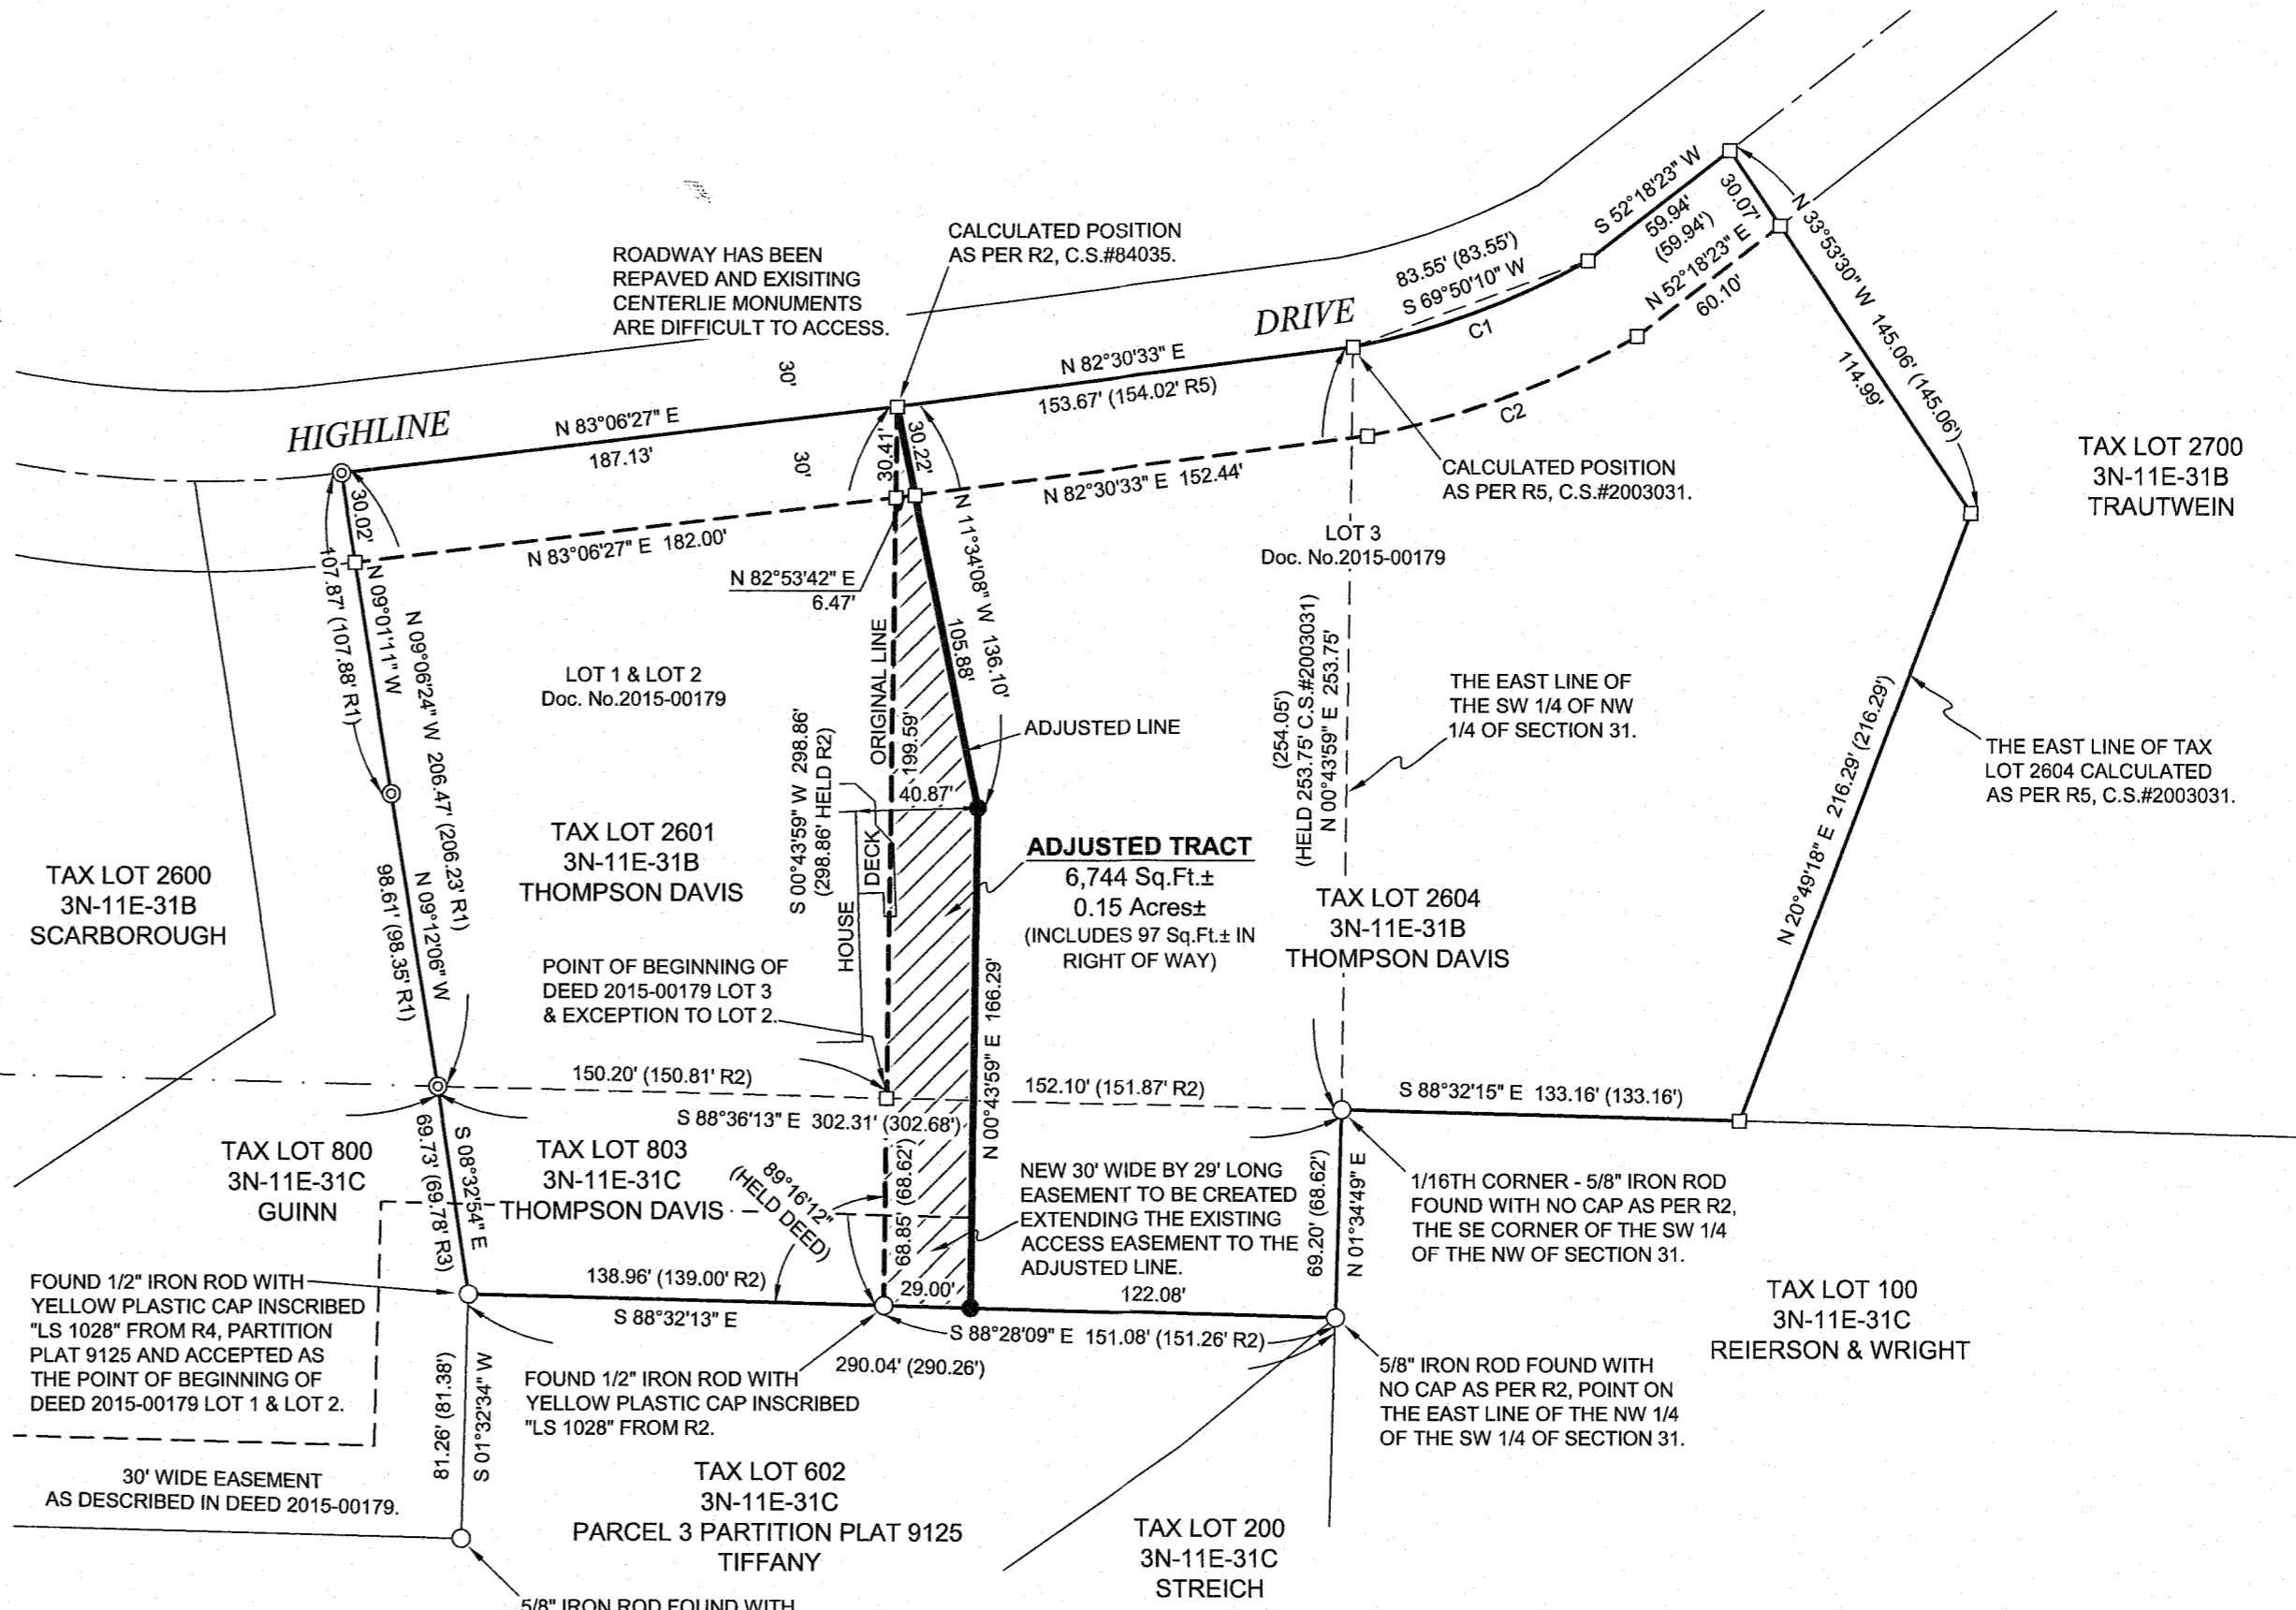 CALCULATED POSITION
AS PER R2, C.S.#84035.
ROADWAY HAS BEEN
REPAVED AND EXISITING
CENTERLIE MONUMENTS
ARE DIFFICULT TO ACCESS.
S 52°18'23" W
59.94'
(59.94')
N 52°18'23" E
60.10'
30.07'
N 33°53'30" W 145.06' (145.06')
114.99'
83.55' (83.55')
S 69°50'10" W
C1
C2
DRIVE
HIGHLINE
N 82°30'33" E
153.67' (154.02' R5)
N 83°06'27" E
187.13'
30'
30'
30.41'
30.22'
N 82°30'33" E 152.44'
CALCULATED POSITION
AS PER R5, C.S.#2003031.
TAX LOT 2700
3N-11E-31B
TRAUTWEIN
30.02'
N 83°06'27" E 182.00'
N 82°53'42" E
6.47'
LOT 3
Doc. No.2015-00179
107.87' (107.88' R1)
N 09°01'11" W
N 09°06'24" W 206.47' (206.23' R1)
N 11°34'08" W 136.10'
105.88'
ORIGINAL LINE
199.59'
S 00°43'59" W 298.86'
(298.86' HELD R2)
LOT 1 & LOT 2
Doc. No.2015-00179
ADJUSTED LINE
(254.05')
(HELD 253.75' C.S.#2003031)
N 00°43'59" E 253.75'
THE EAST LINE OF
THE SW 1/4 OF NW
1/4 OF SECTION 31.
THE EAST LINE OF TAX
LOT 2604 CALCULATED
AS PER R5, C.S.#2003031.
N 20°49'18" E 216.29' (216.29')
40.87'
DECK
HOUSE
TAX LOT 2601
3N-11E-31B
THOMPSON DAVIS
ADJUSTED TRACT
6,744 Sq.Ft.±
0.15 Acres±
(INCLUDES 97 Sq.Ft.± IN
RIGHT OF WAY)
TAX LOT 2600
3N-11E-31B
SCARBOROUGH
TAX LOT 2604
3N-11E-31B
THOMPSON DAVIS
98.61' (98.35' R1)
N 09°12'06" W
POINT OF BEGINNING OF
DEED 2015-00179 LOT 3
& EXCEPTION TO LOT 2.
N 00°43'59" E 166.29'
150.20' (150.81' R2)
152.10' (151.87' R2)
S 88°36'13" E 302.31' (302.68')
S 88°32'15" E 133.16' (133.16')
TAX LOT 800
3N-11E-31C
GUINN
69.73' (69.78' R3)
S 08°32'54" E
TAX LOT 803
3N-11E-31C
THOMPSON DAVIS
89°16'12"
(HELD DEED)
68.85' (68.62')
NEW 30' WIDE BY 29' LONG
EASEMENT TO BE CREATED
EXTENDING THE EXISTING
ACCESS EASEMENT TO THE
ADJUSTED LINE.
69.20' (68.62')
N 01°34'49" E
1/16TH CORNER - 5/8" IRON ROD
FOUND WITH NO CAP AS PER R2,
THE SE CORNER OF THE SW 1/4
OF THE NW OF SECTION 31.
FOUND 1/2" IRON ROD WITH
YELLOW PLASTIC CAP INSCRIBED
"LS 1028" FROM R4, PARTITION
PLAT 9125 AND ACCEPTED AS
THE POINT OF BEGINNING OF
DEED 2015-00179 LOT 1 & LOT 2.
138.96' (139.00' R2)
S 88°32'13" E
29.00'
122.08'
S 88°28'09" E 151.08' (151.26' R2)
290.04' (290.26')
TAX LOT 100
3N-11E-31C
REIERSON & WRIGHT
81.26' (81.38')
S 01°32'34" W
FOUND 1/2" IRON ROD WITH
YELLOW PLASTIC CAP INSCRIBED
"LS 1028" FROM R2.
5/8" IRON ROD FOUND WITH
NO CAP AS PER R2, POINT ON
THE EAST LINE OF THE NW 1/4
OF THE SW 1/4 OF SECTION 31.
30' WIDE EASEMENT
AS DESCRIBED IN DEED 2015-00179.
TAX LOT 602
3N-11E-31C
PARCEL 3 PARTITION PLAT 9125
TIFFANY
TAX LOT 200
3N-11E-31C
STREICH
5/8" IRON ROD FOUND WITH